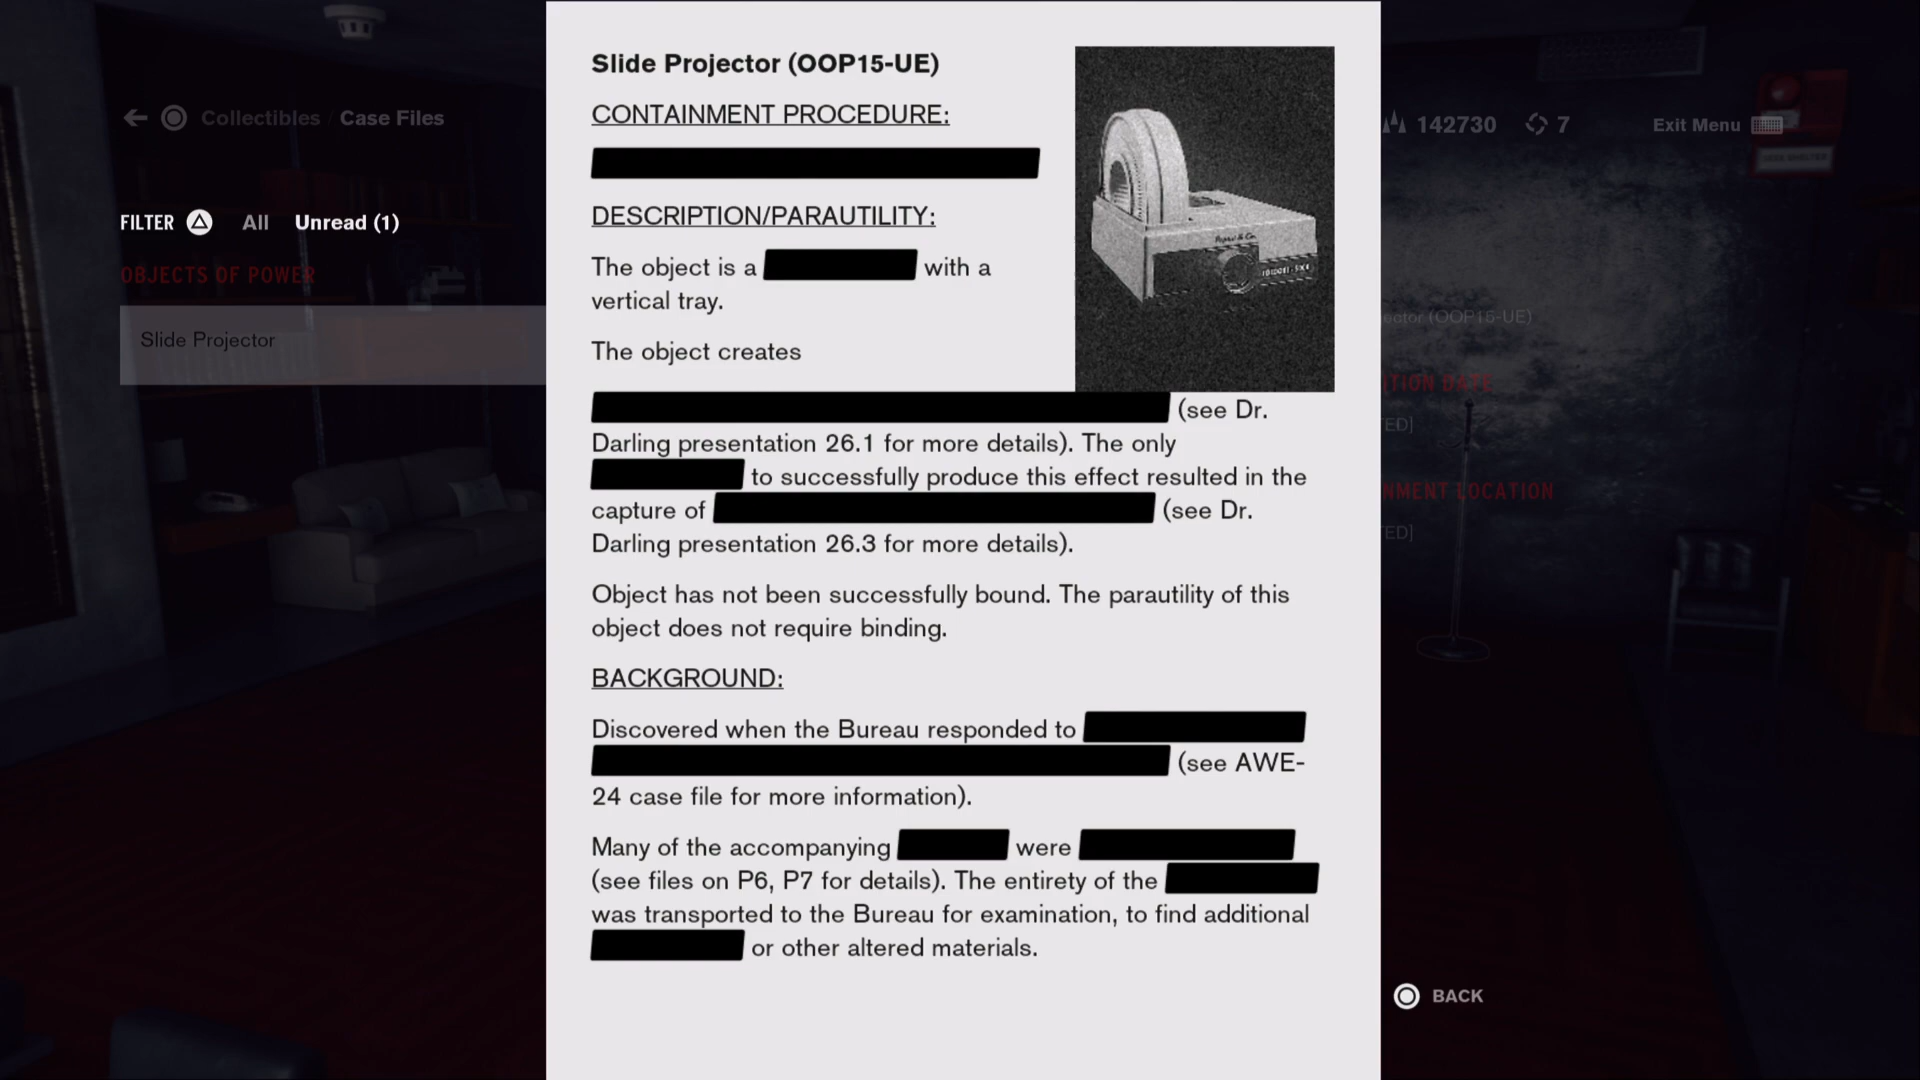 Collectibles / Case Files
142730
7
Exit Menu
FILTER All Unread (1)
OBJECTS OF POWER
Slide Projector
Slide Projector (OOP15-UE)
CONTAINMENT PROCEDURE:
DESCRIPTION/PARAUTILITY:
The object is a with a
vertical tray.
The object creates
(see Dr.
Darling presentation 26.1 for more details). The only
to successfully produce this effect resulted in the
capture of (see Dr.
Darling presentation 26.3 for more details).
Object has not been successfully bound. The parautility of this
object does not require binding.
BACKGROUND:
Discovered when the Bureau responded to
(see AWE-
24 case file for more information).
Many of the accompanying were
(see files on P6, P7 for details). The entirety of the
was transported to the Bureau for examination, to find additional
or other altered materials.
(OOP15-UE)
DATE
LOCATION
BACK